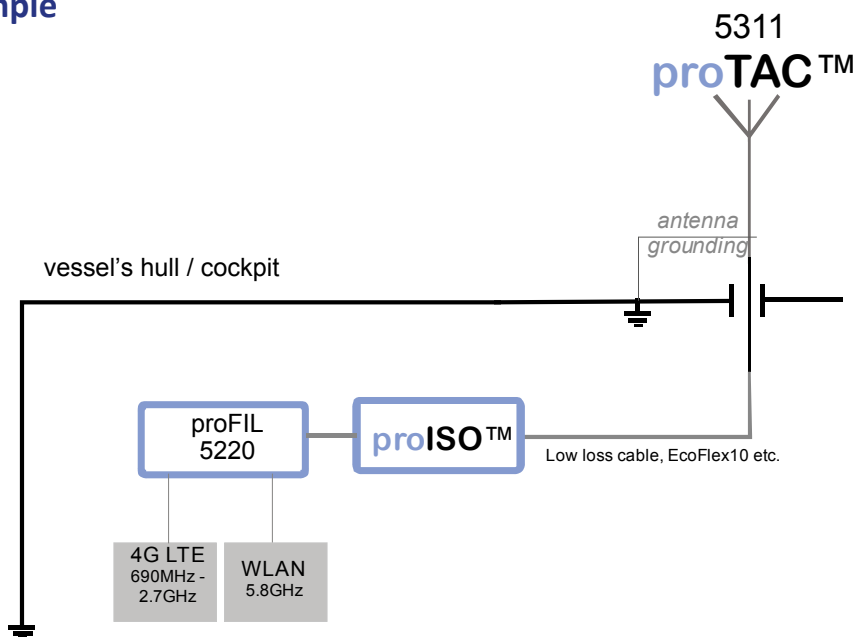 5311
proTAC™
antenna
grounding
vessel's hull / cockpit
proFIL
5220
proISO™
Low loss cable, EcoFlex10 etc.
4G LTE
690MHz -
2.7GHz
WLAN
5.8GHz